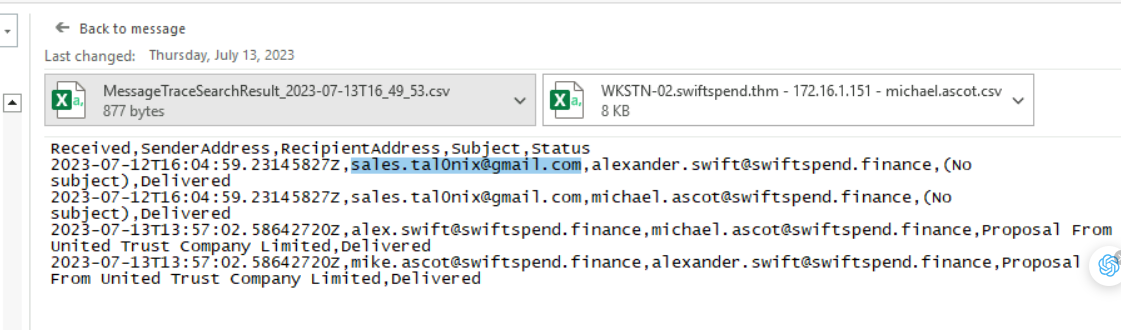 Back to message
Last changed: Thursday, July 13, 2023
MessageTraceSearchResult_2023-07-13T16_49_53.csv
877 bytes
WKSTN-02.swiftspend.thm - 172.16.1.151 - michael.ascot.csv
8 KB
Received,SenderAddress,RecipientAddress,Subject,Status
2023-07-12T16:04:59.23145827Z,sales.tal0nix@gmail.com,alexander.swift@swiftspend.finance,(No
subject),Delivered
2023-07-12T16:04:59.23145827Z,sales.tal0nix@gmail.com,michael.ascot@swiftspend.finance,(No
subject),Delivered
2023-07-13T13:57:02.58642720Z,alex.swift@swiftspend.finance,michael.ascot@swiftspend.finance,Proposal From
United Trust Company Limited,Delivered
2023-07-13T13:57:02.58642720Z,mike.ascot@swiftspend.finance,alexander.swift@swiftspend.finance,Proposal
From United Trust Company Limited,Delivered